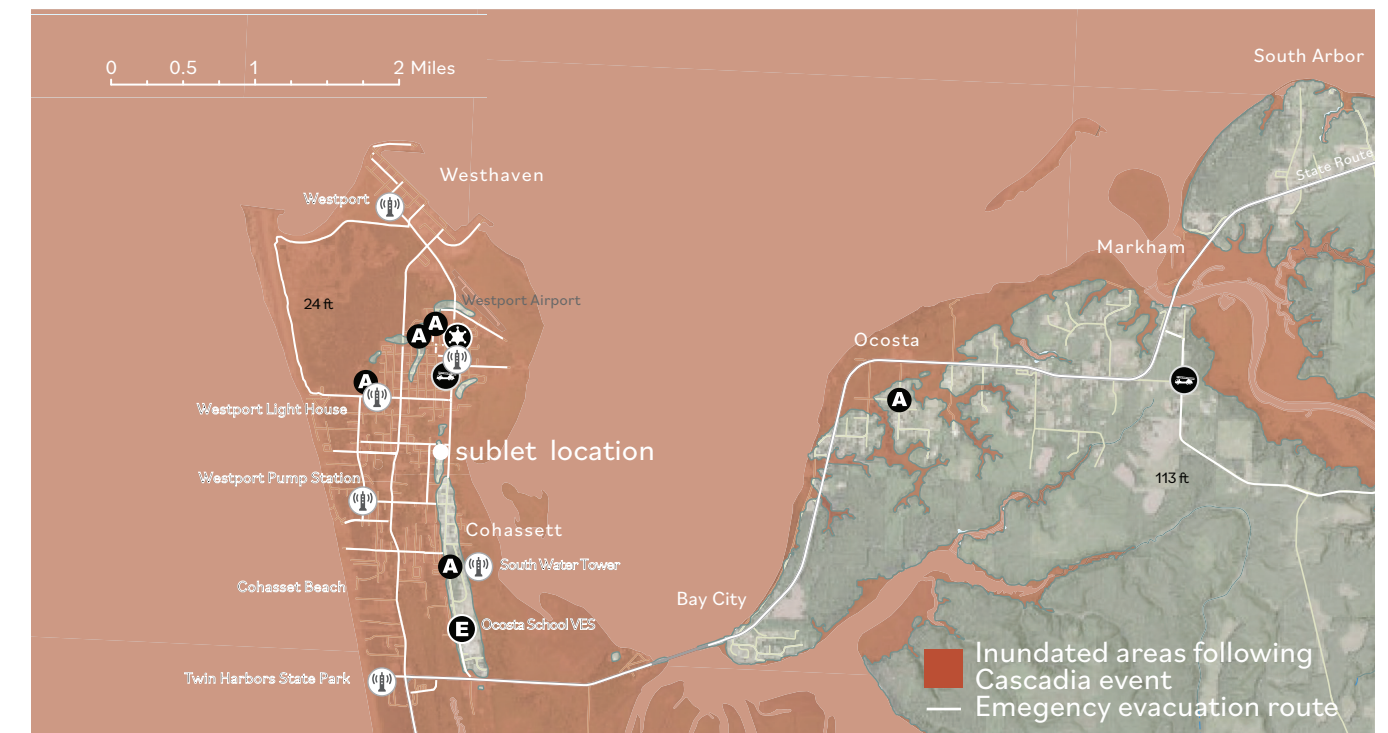 0 0.5 1 2 Miles
South Arbor
State Route
Westhaven
Westport
Markham
24 ft
Westport Airport
A
A
Ocosta
A
A
Westport Light House
sublet location
Westport Pump Station
113 ft
Cohassett
A
South Water Tower
Cohasset Beach
Bay City
E
Ocosta School VES
Inundated areas following
Cascadia event
Twin Harbors State Park
Emegency evacuation route